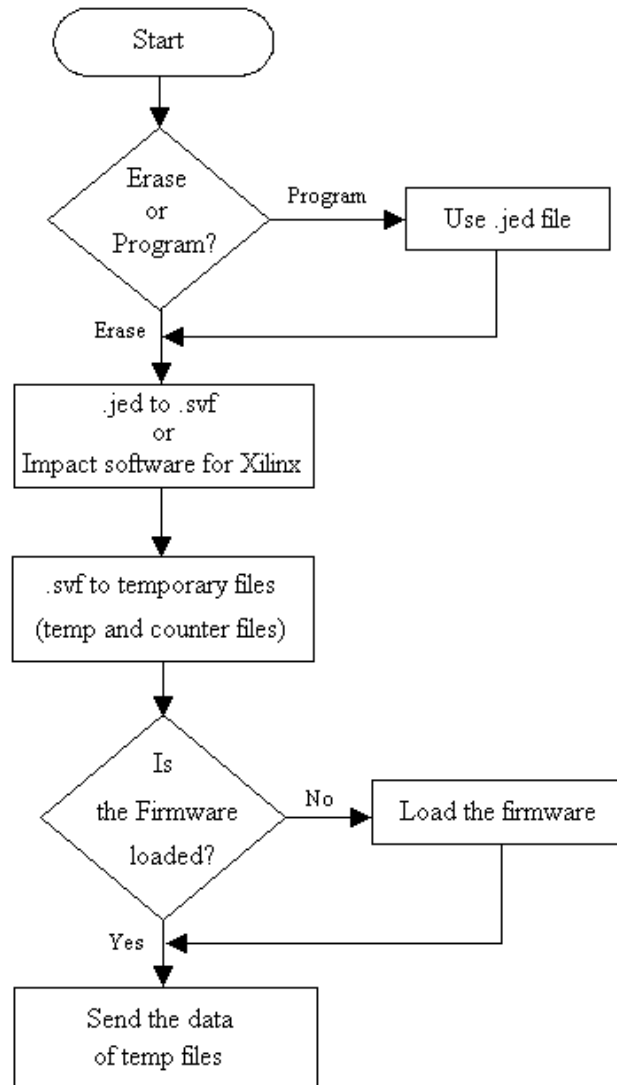 Start
Erase
or
Program?
Program
Use .jed file
Erase
.jed to .svf
or
Impact software for Xilinx
.svf to temporary files
(temp and counter files)
Is
the Firmware
loaded?
No
Load the firmware
Yes
Send the data
of temp files